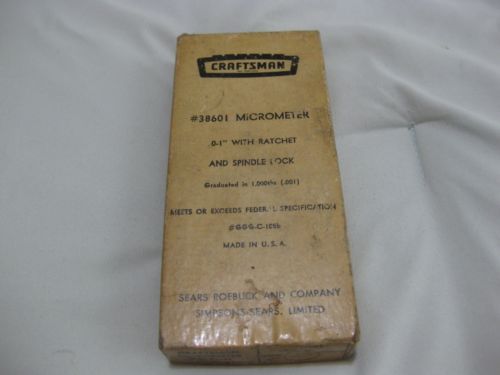 CRAFTSMAN
#38601 MICROMETER
0-1" WITH RATCHET
AND SPINDLE LOCK
Graduated in 1,000ths (.001)
MEETS OR EXCEEDS FEDERAL SPECIFICATION
#GGG-C-105b
MADE IN U.S.A.
SEARS ROEBUCK AND COMPANY
SIMPSONS-SEARS, LIMITED
CRAFTSMAN